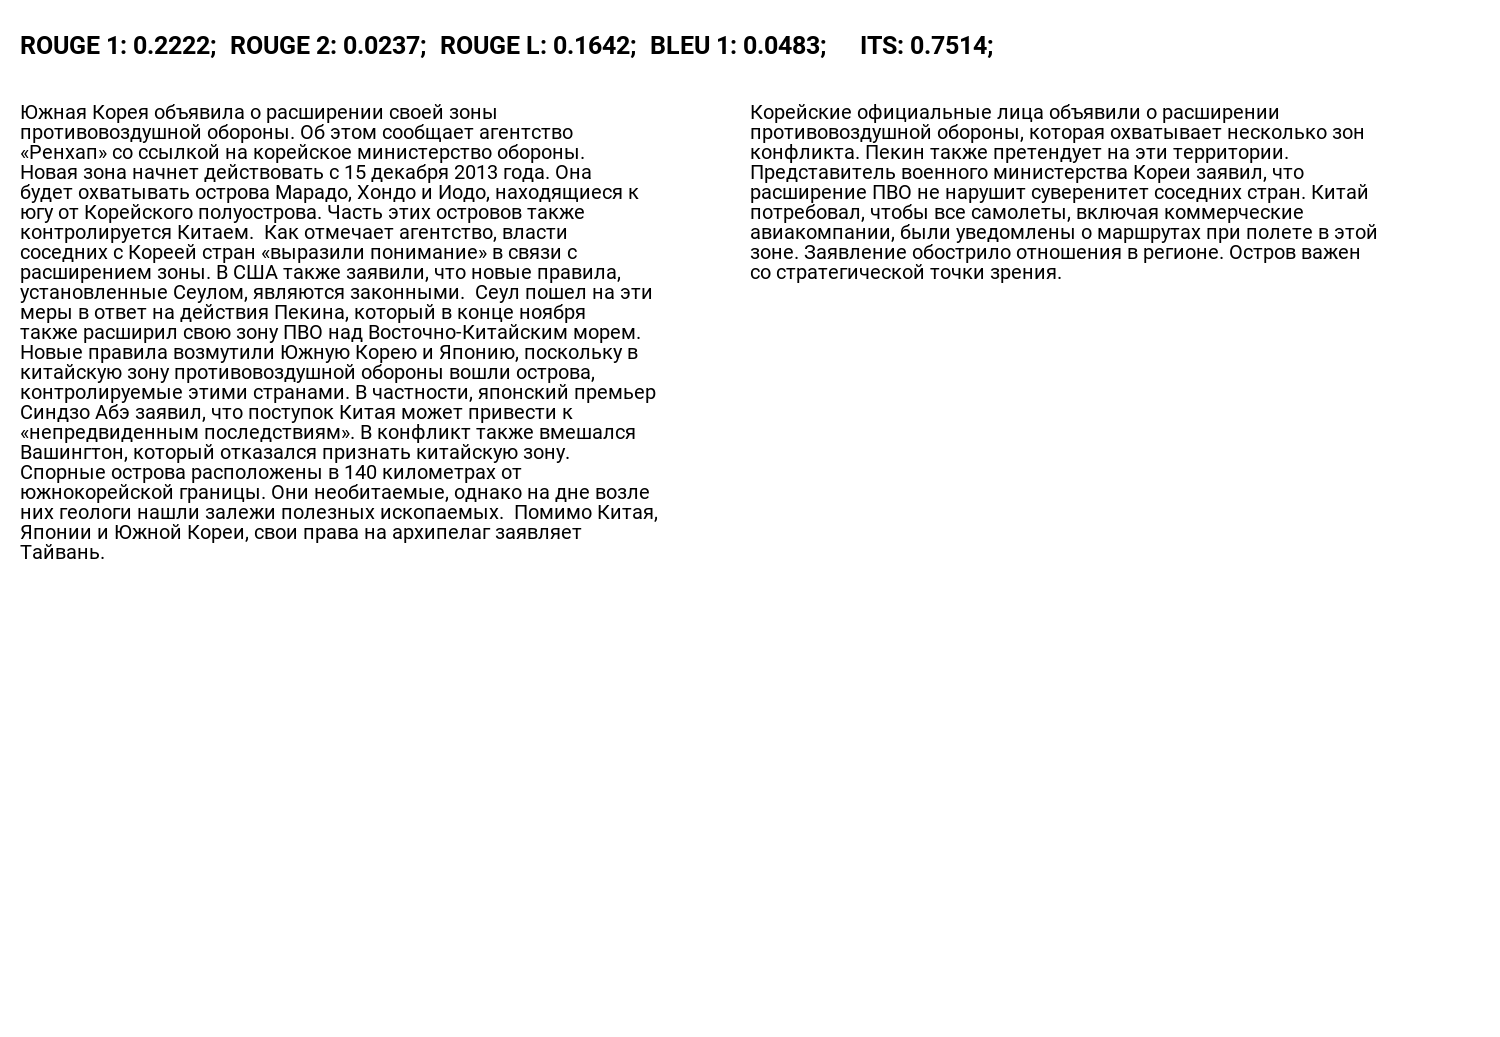 ROUGE 1: 0.2222;  ROUGE 2: 0.0237;  ROUGE L: 0.1642;  BLEU 1: 0.0483;     ITS: 0.7514;
Южная Корея объявила о расширении своей зоны
противовоздушной обороны. Об этом сообщает агентство
«Ренхап» со ссылкой на корейское министерство обороны.
Новая зона начнет действовать с 15 декабря 2013 года. Она
будет охватывать острова Марадо, Хондо и Иодо, находящиеся к
югу от Корейского полуострова. Часть этих островов также
контролируется Китаем.  Как отмечает агентство, власти
соседних с Кореей стран «выразили понимание» в связи с
расширением зоны. В США также заявили, что новые правила,
установленные Сеулом, являются законными.  Сеул пошел на эти
меры в ответ на действия Пекина, который в конце ноября
также расширил свою зону ПВО над Восточно-Китайским морем.
Новые правила возмутили Южную Корею и Японию, поскольку в
китайскую зону противовоздушной обороны вошли острова,
контролируемые этими странами. В частности, японский премьер
Синдзо Абэ заявил, что поступок Китая может привести к
«непредвиденным последствиям». В конфликт также вмешался
Вашингтон, который отказался признать китайскую зону.
Спорные острова расположены в 140 километрах от
южнокорейской границы. Они необитаемые, однако на дне возле
них геологи нашли залежи полезных ископаемых.  Помимо Китая,
Японии и Южной Кореи, свои права на архипелаг заявляет
Тайвань.
Корейские официальные лица объявили о расширении
противовоздушной обороны, которая охватывает несколько зон
конфликта. Пекин также претендует на эти территории.
Представитель военного министерства Кореи заявил, что
расширение ПВО не нарушит суверенитет соседних стран. Китай
потребовал, чтобы все самолеты, включая коммерческие
авиакомпании, были уведомлены о маршрутах при полете в этой
зоне. Заявление обострило отношения в регионе. Остров важен
со стратегической точки зрения.